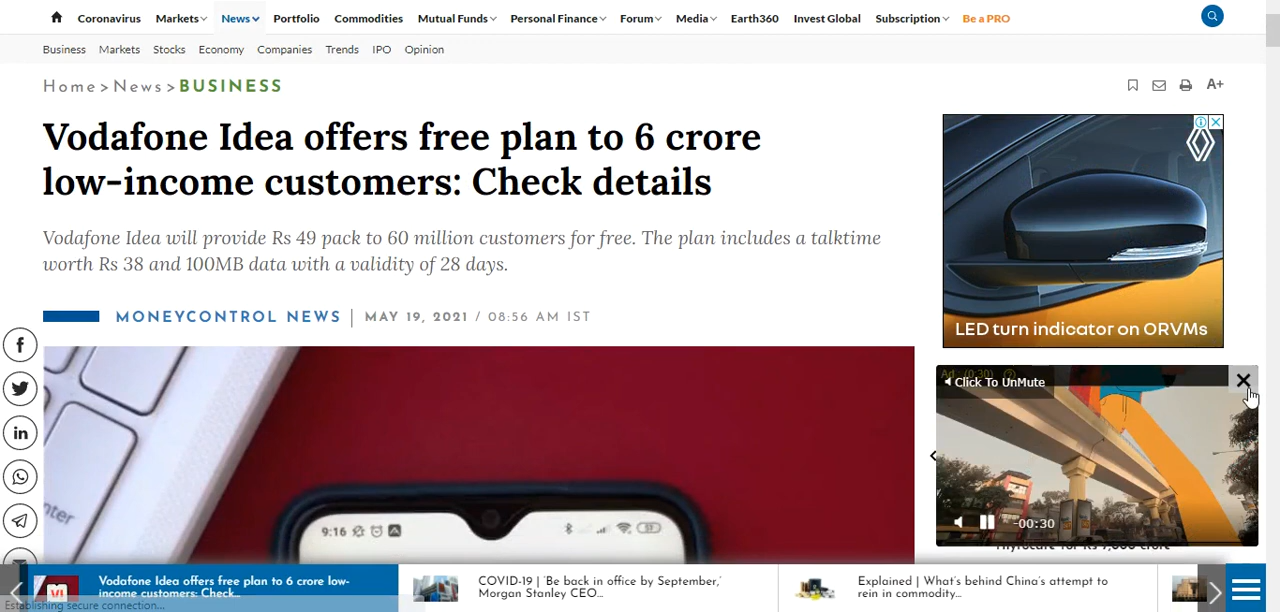 Coronavirus Markets News Portfolio Commodities Mutual Funds Personal Finance Forum Media Earth360 Invest Global Subscription Be a PRO
Business Markets Stocks Economy Companies Trends IPO Opinion
Home > News > BUSINESS
A+
Vodafone Idea offers free plan to 6 crore
low-income customers: Check details
Vodafone Idea will provide Rs 49 pack to 60 million customers for free. The plan includes a talktime
worth Rs 38 and 100MB data with a validity of 28 days.
MONEYCONTROL NEWS | MAY 19, 2021 / 08:56 AM IST
LED turn indicator on ORVMs
Ad : (0:30)
Click To UnMute
-00:30
enter
9:16
Vodafone Idea offers free plan to 6 crore low-
income customers: Check...
COVID-19 | 'Be back in office by September,'
Morgan Stanley CEO...
Explained | What's behind China's attempt to
rein in commodity...
Establishing secure connection...